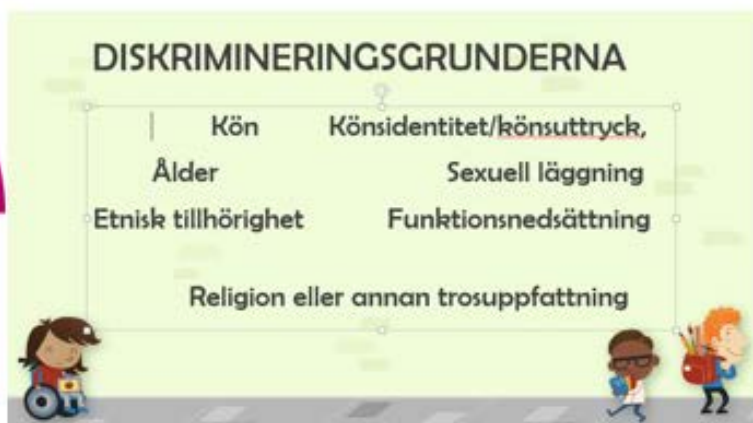 DISKRIMINERINGSGRUNDERNA
Kön Könsidentitet/könsuttryck,
Ålder Sexuell läggning
Etnisk tillhörighet Funktionsnedsättning
Religion eller annan trosuppfattning